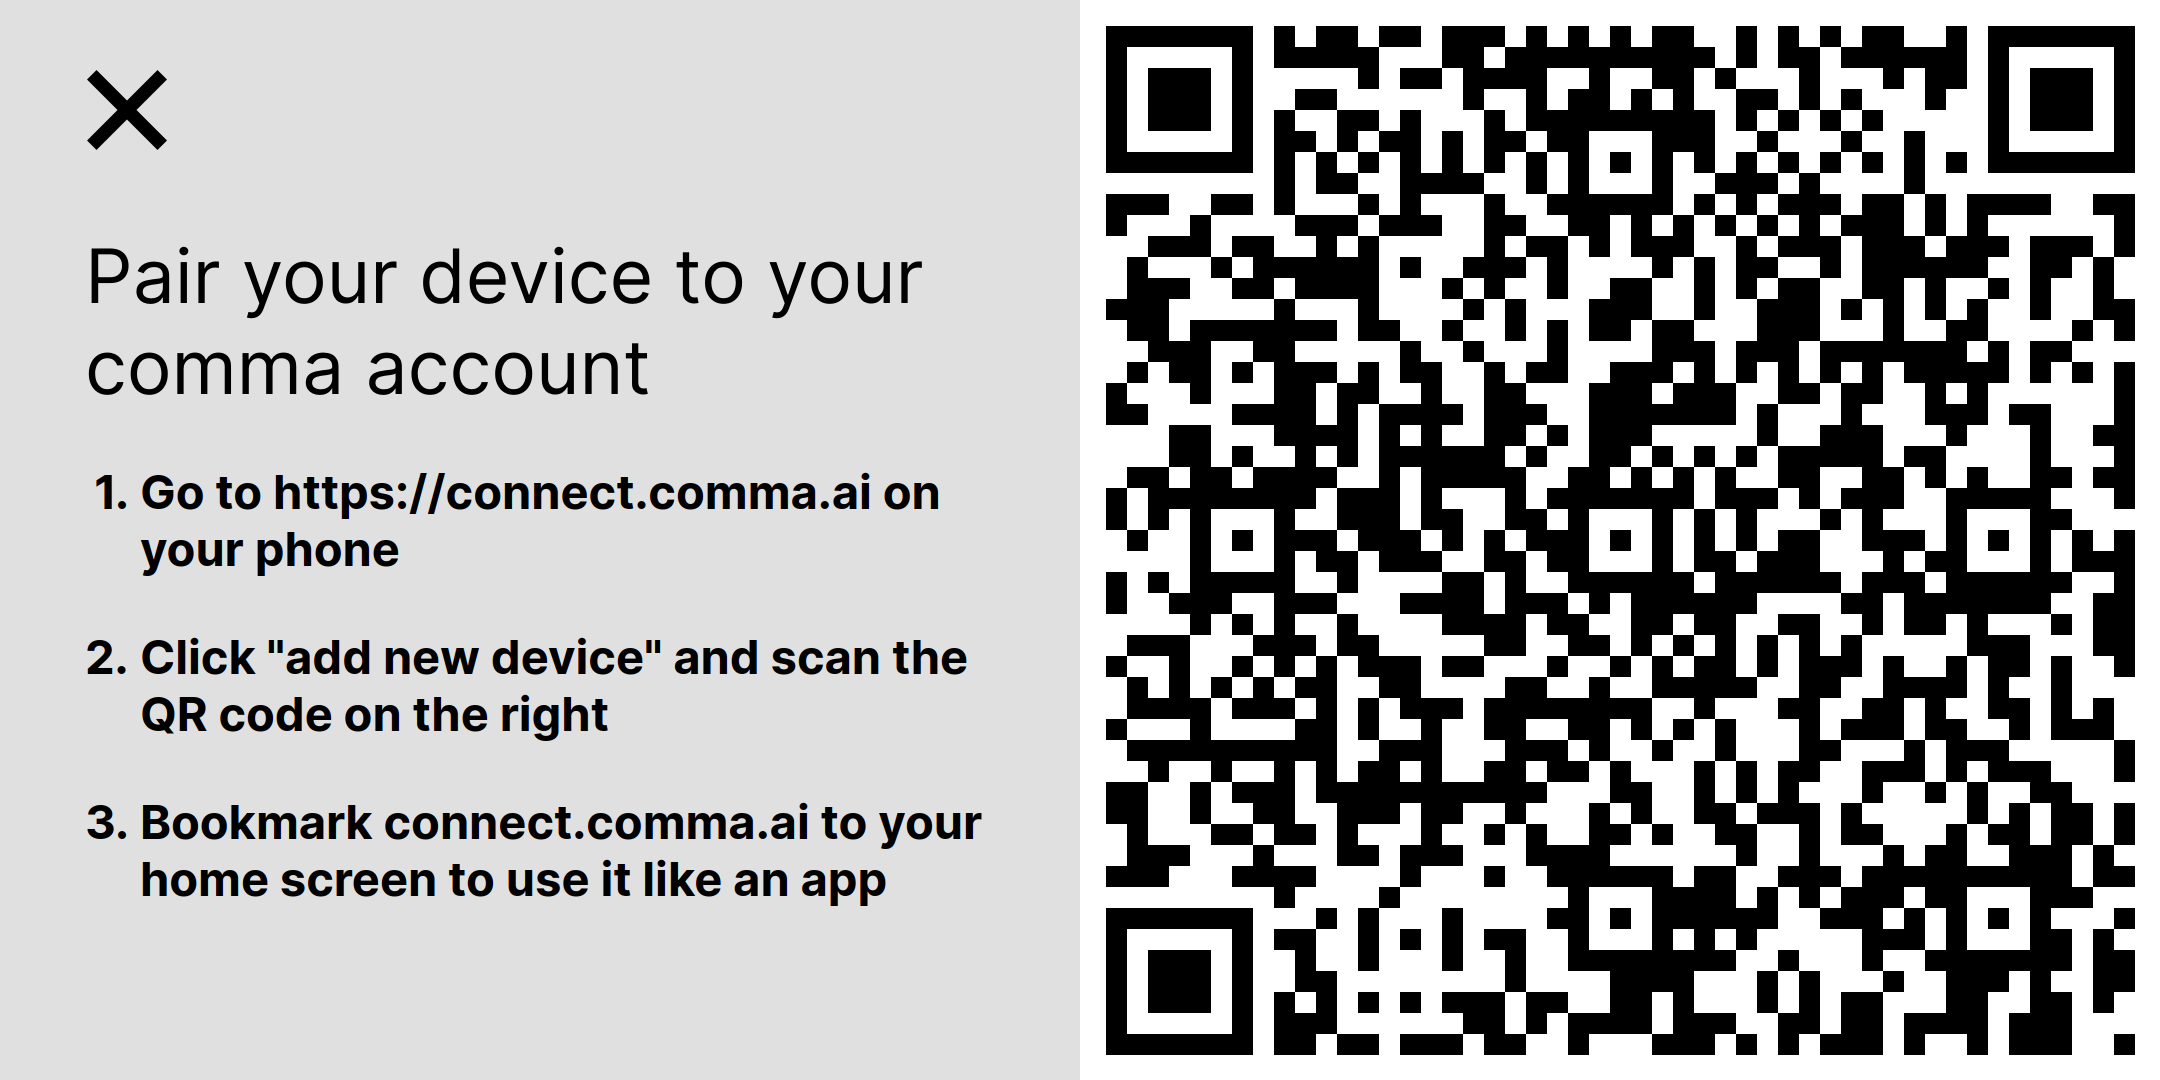 Pair your device to your
comma account
1. Go to https://connect.comma.ai on
your phone
2. Click "add new device" and scan the
QR code on the right
3. Bookmark connect.comma.ai to your
home screen to use it like an app